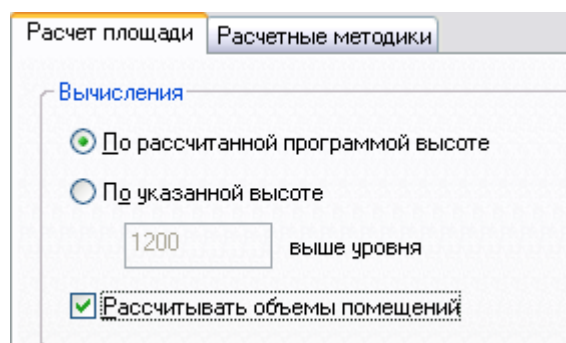 Расчет площади Расчетные методики
Вычисления
По рассчитанной программой высоте
По указанной высоте
1200 выше уровня
Рассчитывать объемы помещений